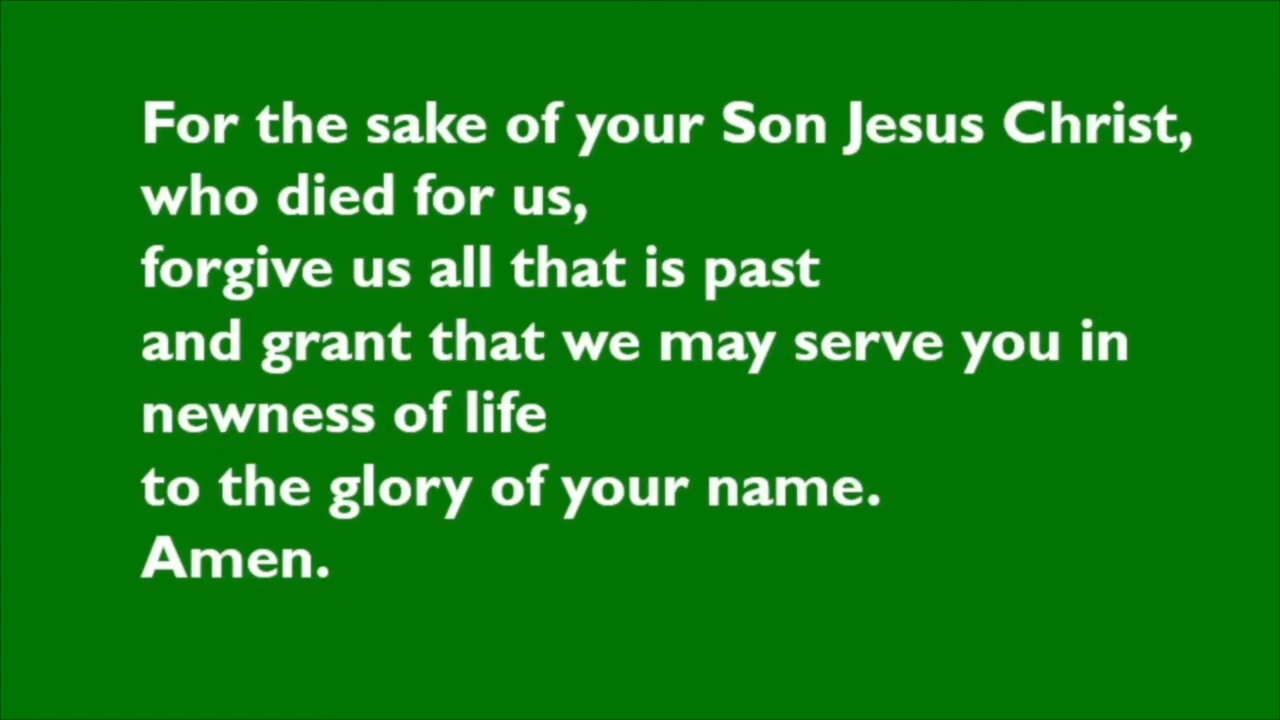 For the sake of your Son Jesus Christ,
who died for us,
forgive us all that is past
and grant that we may serve you in
newness of life
to the glory of your name.
Amen.